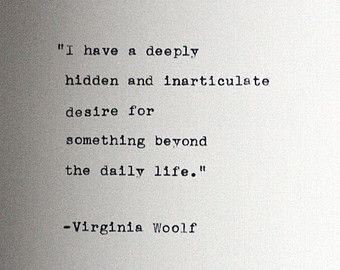 "I have a deeply
hidden and inarticulate
desire for
something beyond
the daily life."
-Virginia Woolf